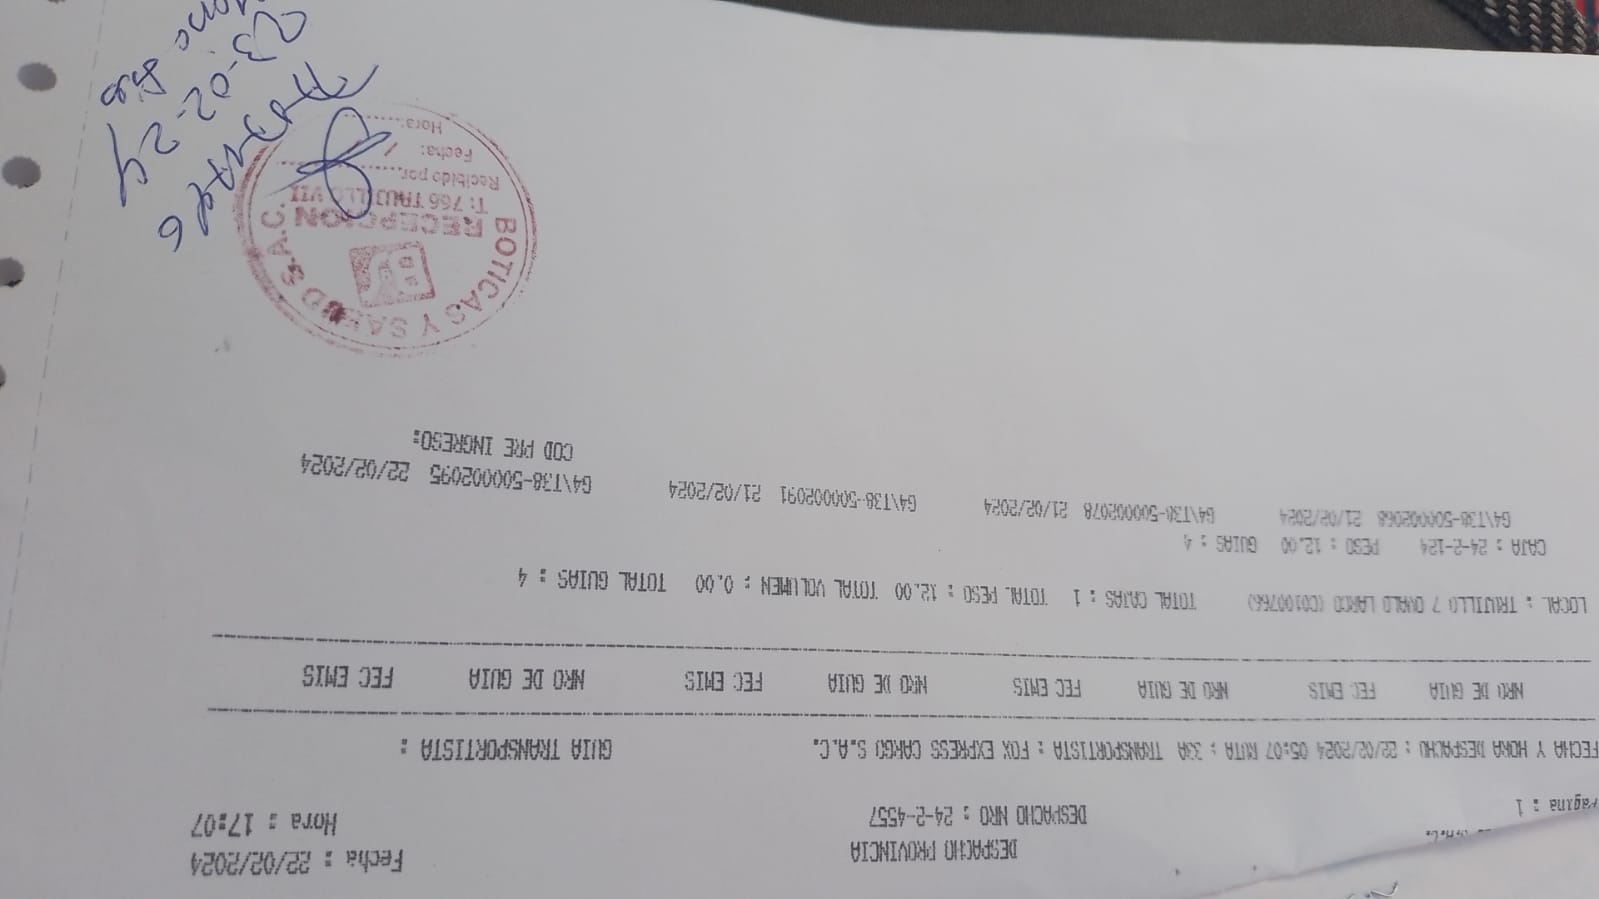 Fecha : 22/02/2024
DESPACHO PROVINCIA
Hora : 17:07
DESPACHO NRO : 24-2-4557
Pagina : 1
FECHA Y HORA DESPACHO : 22/02/2024 05:07 RUTA : 33A TRANSPORTISTA : FOX EXPRESS CARGO S.A.C. GUIA TRANSPORTISTA :
NRO DE GUIA FEC EMIS NRO DE GUIA FEC EMIS NRO DE GUIA FEC EMIS NRO DE GUIA FEC EMIS
LOCAL : TRUJILLO 7 OVALO LARCO (C0100766) TOTAL CAJAS : 1 TOTAL PESO : 12.00 TOTAL VOLUMEN : 0.00 TOTAL GUIAS : 4
CAJA : 24-2-124 PESO : 12.00 GUIAS : 4
G4\T38-500002068 21/02/2024 G4\T38-500002078 21/02/2024 G4\T38-500002091 21/02/2024 G4\T38-500002095 22/02/2024
COD PRE INGRESO:
BOTICAS Y SALUD S.A.C.
RECEPCION
T: 766 TRUJILLO VII
Recibido por:
Fecha: /
Hora:
23-02-24